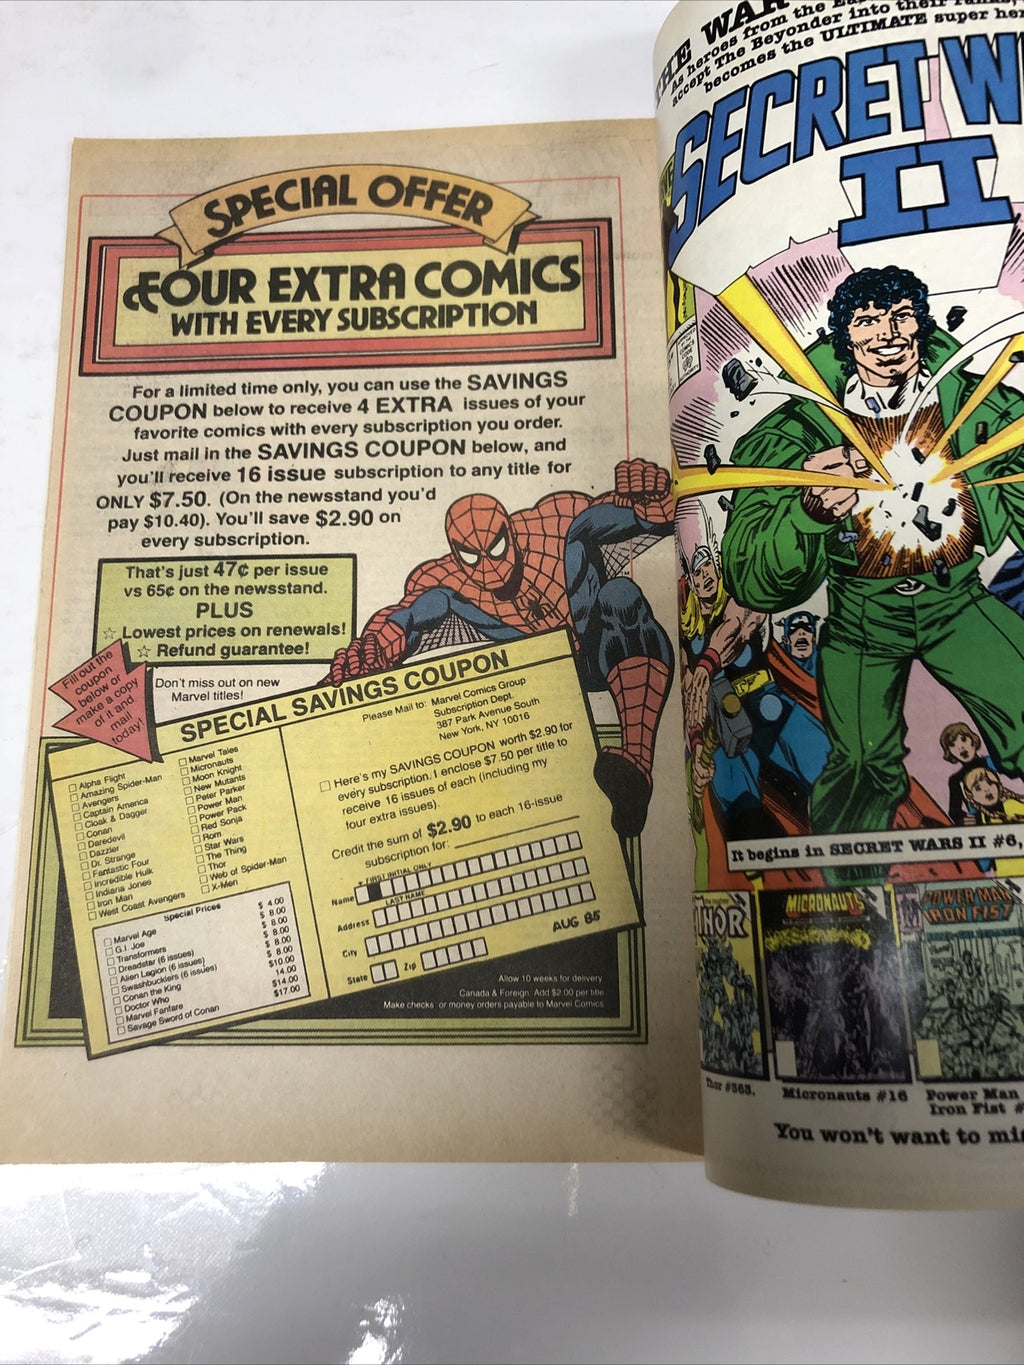 SPECIAL OFFER
FOUR EXTRA COMICS
WITH EVERY SUBSCRIPTION
For a limited time only, you can use the SAVINGS
COUPON below to receive 4 EXTRA issues of your
favorite comics with every subscription you order.
Just mail in the SAVINGS COUPON below, and
you'll receive 16 issue subscription to any title for
ONLY $7.50. (On the newsstand you'd
pay $10.40). You'll save $2.90 on
every subscription.
That's just 47¢ per issue
vs 65¢ on the newsstand.
PLUS
☆ Lowest prices on renewals!
☆ Refund guarantee!
Fill out the
coupon
below or
make a copy
of it and
mail
today!
Don't miss out on new
Marvel titles!
SPECIAL SAVINGS COUPON
Please Mail to: Marvel Comics Group
Subscription Dept.
387 Park Avenue South
New York, NY 10016
□ Alpha Flight
□ Amazing Spider-Man
□ Avengers
□ Captain America
□ Cloak & Dagger
□ Conan
□ Daredevil
□ Dazzler
□ Dr. Strange
□ Fantastic Four
□ Incredible Hulk
□ Indiana Jones
□ Iron Man
□ West Coast Avengers
□ Marvel Tales
□ Micronauts
□ Moon Knight
□ New Mutants
□ Peter Parker
□ Power Man
□ Power Pack
□ Red Sonja
□ Rom
□ Star Wars
□ The Thing
□ Thor
□ Web of Spider-Man
□ X-Men
□ Here's my SAVINGS COUPON worth $2.90 for
every subscription. I enclose $7.50 per title to
receive 16 issues of each (including my
four extra issues).
Credit the sum of $2.90 to each 16-issue
subscription for:
Special Prices
□ Marvel Age $ 4.00
□ G.I. Joe $ 8.00
□ Transformers $ 8.00
□ Dreadstar (6 issues) $ 8.00
□ Alien Legion (6 issues) $ 8.00
□ Swashbucklers (6 issues) $10.00
□ Conan the King 14.00
□ Doctor Who $14.00
□ Marvel Fanfare $17.00
□ Savage Sword of Conan
FIRST INITIAL ONLY
Name
LAST NAME
Address
City
State Zip
AUG 85
Allow 10 weeks for delivery
Canada & Foreign: Add $2.00 per title
Make checks or money orders payable to Marvel Comics
THE WAR
As heroes from the
accept The Beyonder into their ranks,
becomes the ULTIMATE super
SECRET W
II
It begins in SECRET WARS II #6,
THOR
MICRONAUTS
POWER MAN
IRON FIST
Thor #363.
Micronauts #16
Power Man
Iron Fist #
You won't want to